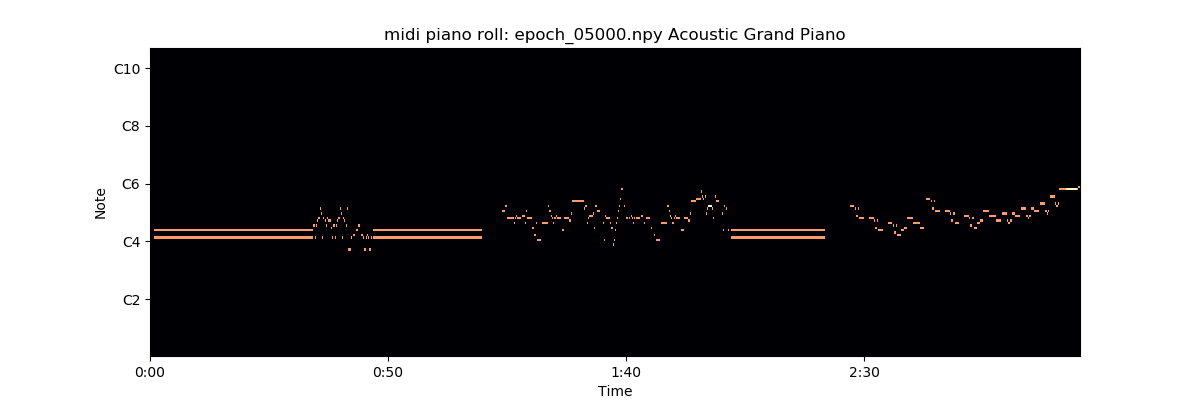 midi piano roll: epoch_05000.npy Acoustic Grand Piano
C10
C8
C6
C4
C2
Note
0:00
0:50
1:40
2:30
Time